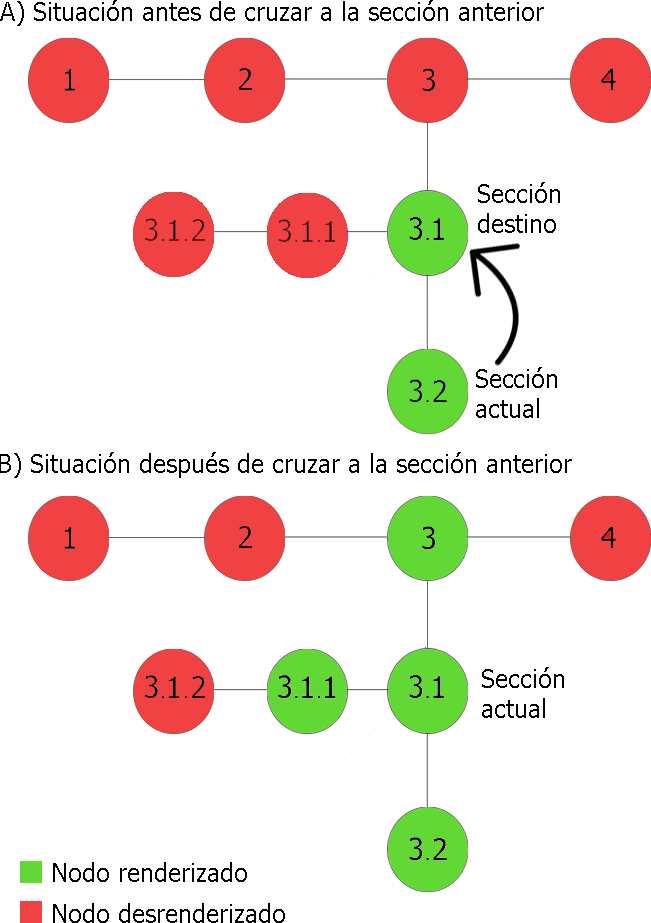 A) Situación antes de cruzar a la sección anterior
1 2 3 4
Sección
destino
3.1.2 3.1.1 3.1
Sección
actual
3.2
B) Situación después de cruzar a la sección anterior
1 2 3 4
3.1.2 3.1.1 3.1
Sección
actual
3.2
Nodo renderizado
Nodo desrenderizado